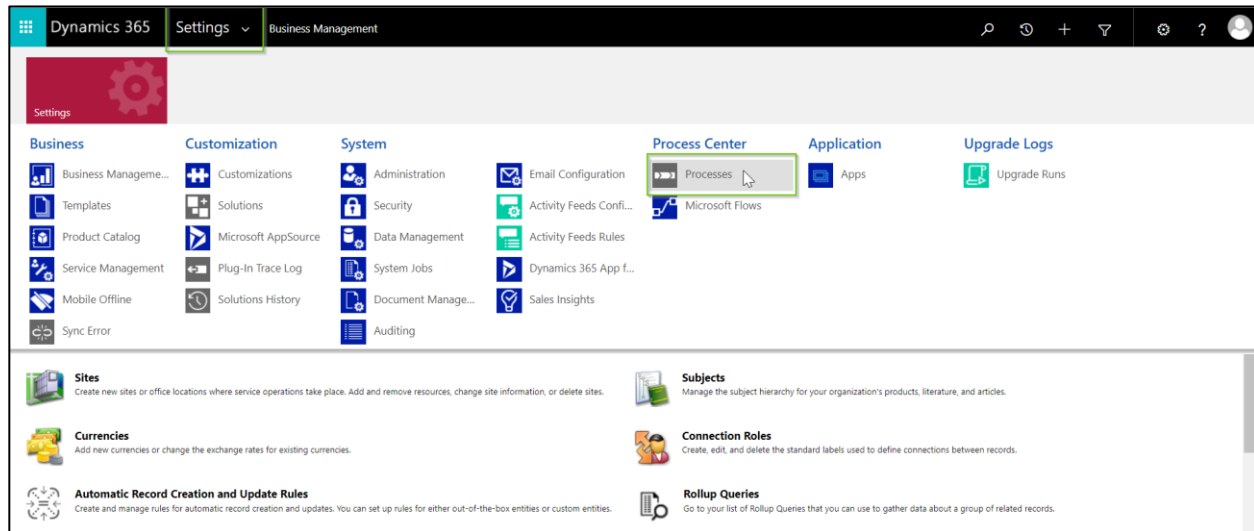 Dynamics 365 Settings Business Management
?
Settings
Business
Business Manageme...
Templates
Product Catalog
Service Management
Mobile Offline
Sync Error
Customization
Customizations
Solutions
Microsoft AppSource
Plug-In Trace Log
Solutions History
System
Administration
Security
Data Management
System Jobs
Document Manage...
Auditing
Email Configuration
Activity Feeds Confi...
Activity Feeds Rules
Dynamics 365 App f...
Sales Insights
Process Center
Processes
Microsoft Flows
Application
Apps
Upgrade Logs
Upgrade Runs
Sites
Create new sites or office locations where service operations take place. Add and remove resources, change site information, or delete sites.
Subjects
Manage the subject hierarchy for your organization's products, literature, and articles.
Currencies
Add new currencies or change the exchange rates for existing currencies.
Connection Roles
Create, edit, and delete the standard labels used to define connections between records.
Automatic Record Creation and Update Rules
Create and manage rules for automatic record creation and updates. You can set up rules for either out-of-the-box entities or custom entities.
Rollup Queries
Go to your list of Rollup Queries that you can use to gather data about a group of related records.